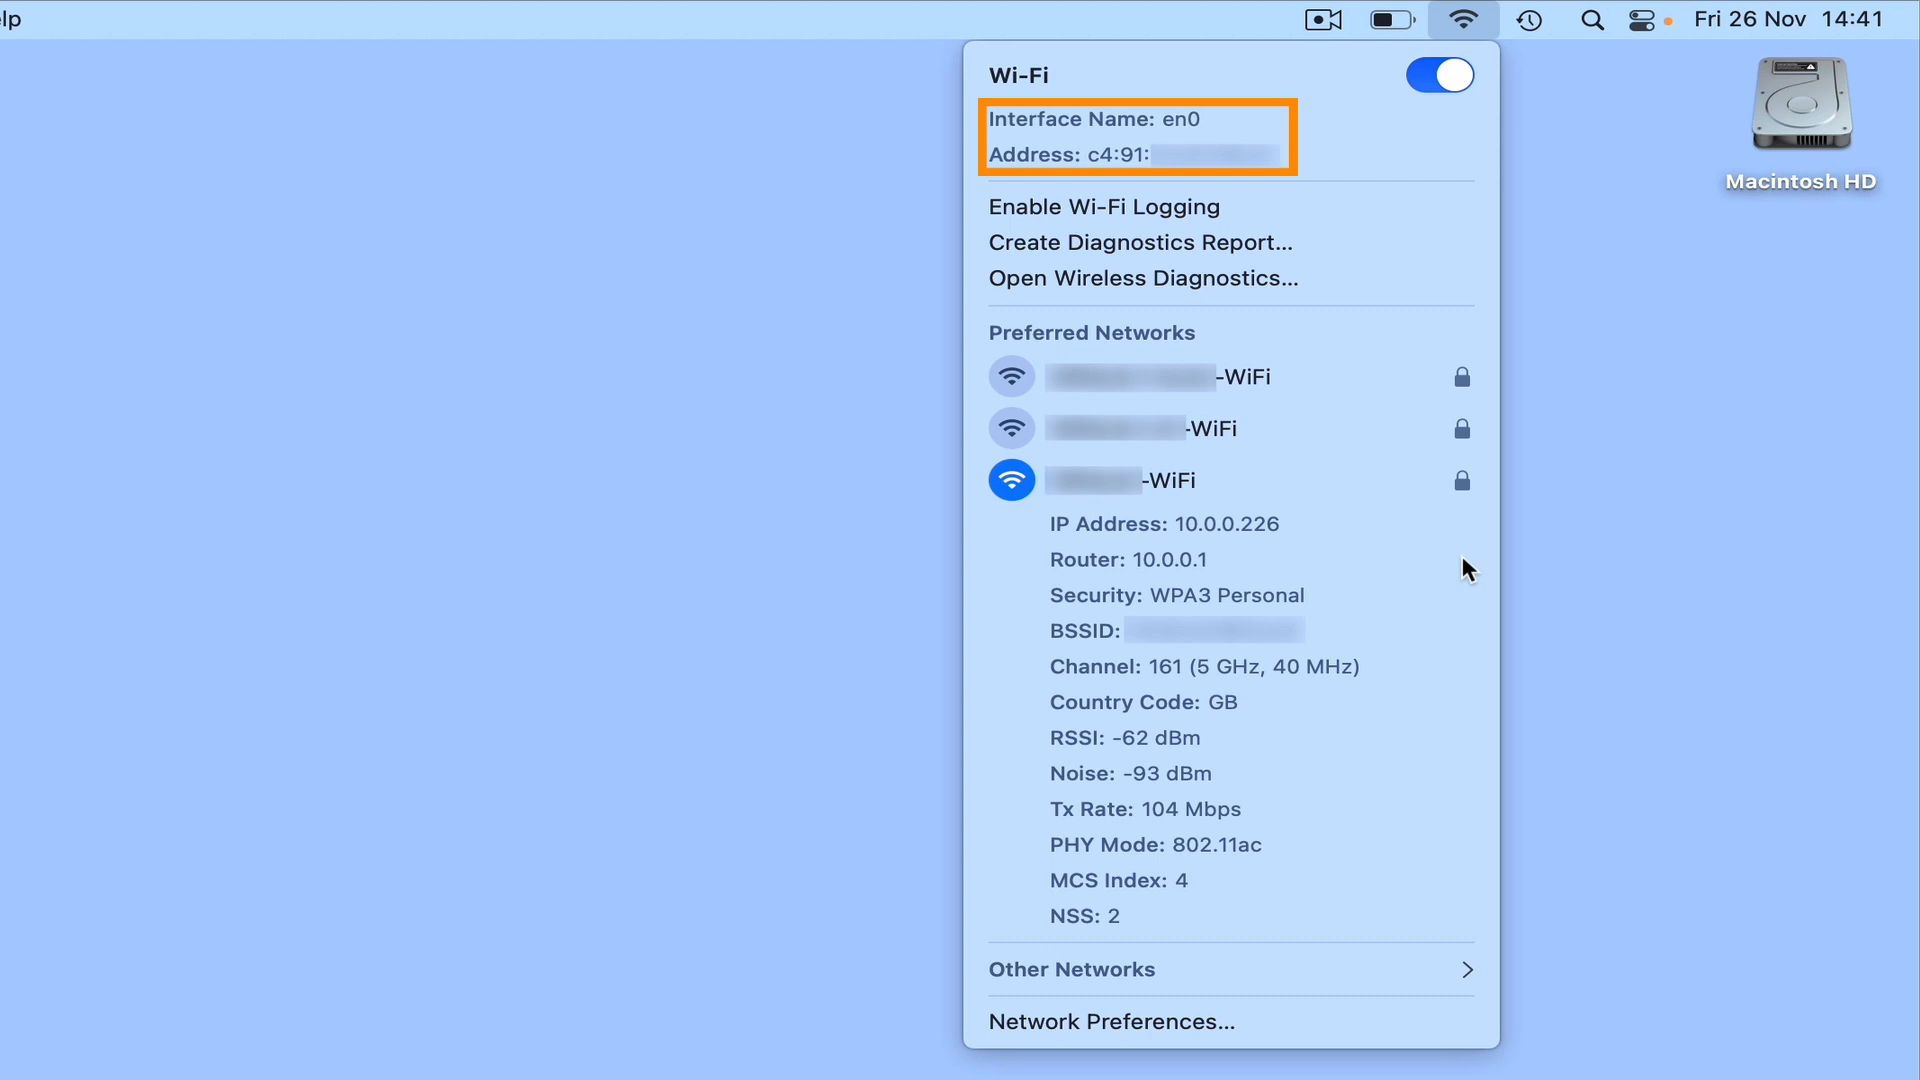 lp
Fri 26 Nov 14:41
Wi-Fi
Interface Name: en0
Address: c4:91:
Macintosh HD
Enable Wi-Fi Logging
Create Diagnostics Report...
Open Wireless Diagnostics...
Preferred Networks
-WiFi
-WiFi
-WiFi
IP Address: 10.0.0.226
Router: 10.0.0.1
Security: WPA3 Personal
BSSID:
Channel: 161 (5 GHz, 40 MHz)
Country Code: GB
RSSI: -62 dBm
Noise: -93 dBm
Tx Rate: 104 Mbps
PHY Mode: 802.11ac
MCS Index: 4
NSS: 2
Other Networks
Network Preferences...